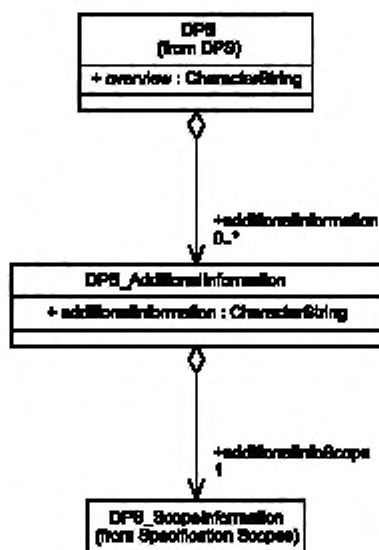 DPS
(from DPS)
+ overview : CharacterString
+additionalInformation
0..*
DPS_AdditionalInformation
+ additionalInformation : CharacterString
+additionalInfoScope
1
DPS_ScopeInformation
(from Specification Scopes)